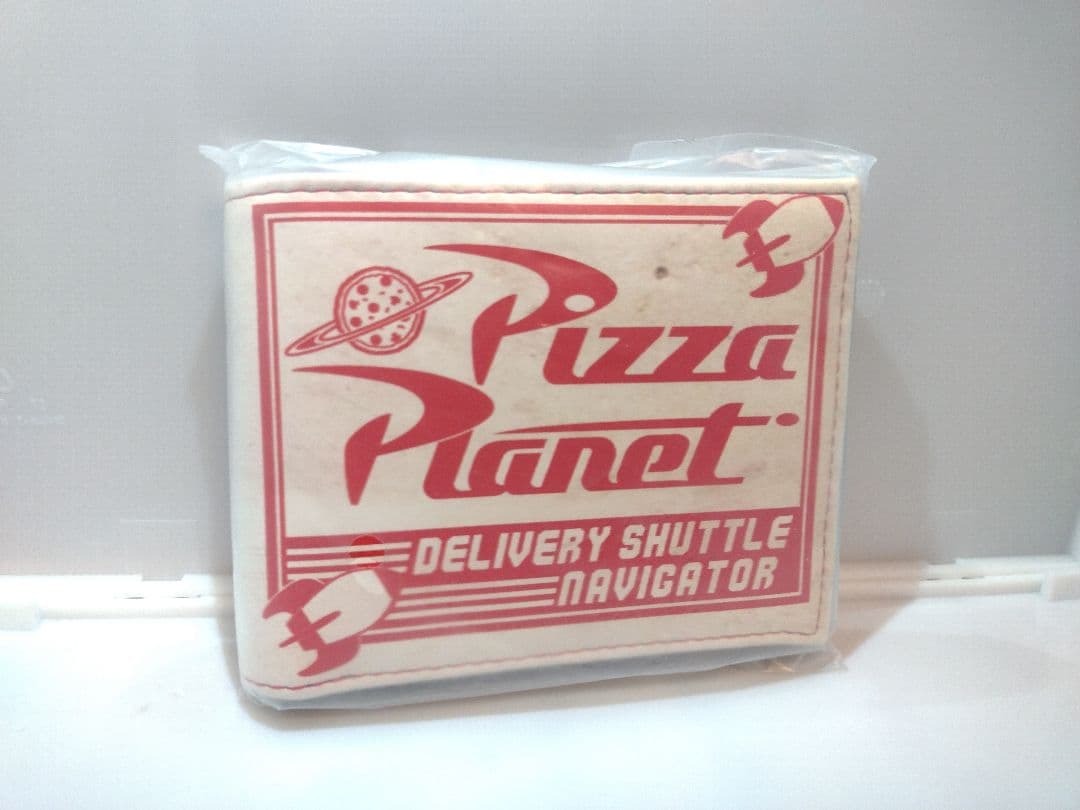 Pizza
Planet
DELIVERY SHUTTLE
NAVIGATOR